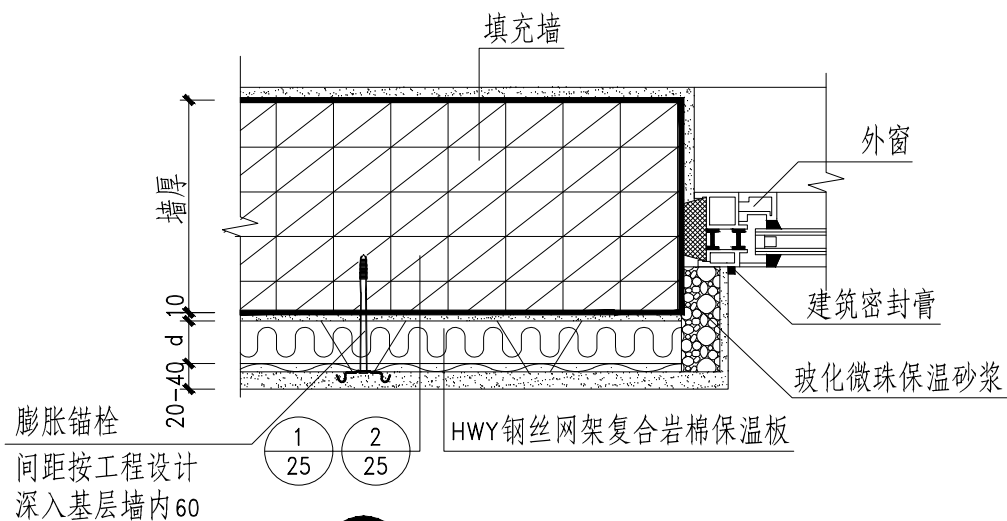 填充墙
外窗
墙厚
10
d
20-40
建筑密封膏
玻化微珠保温砂浆
膨胀锚栓
间距按工程设计
深入基层墙内60
1
25
2
25
HWY钢丝网架复合岩棉保温板